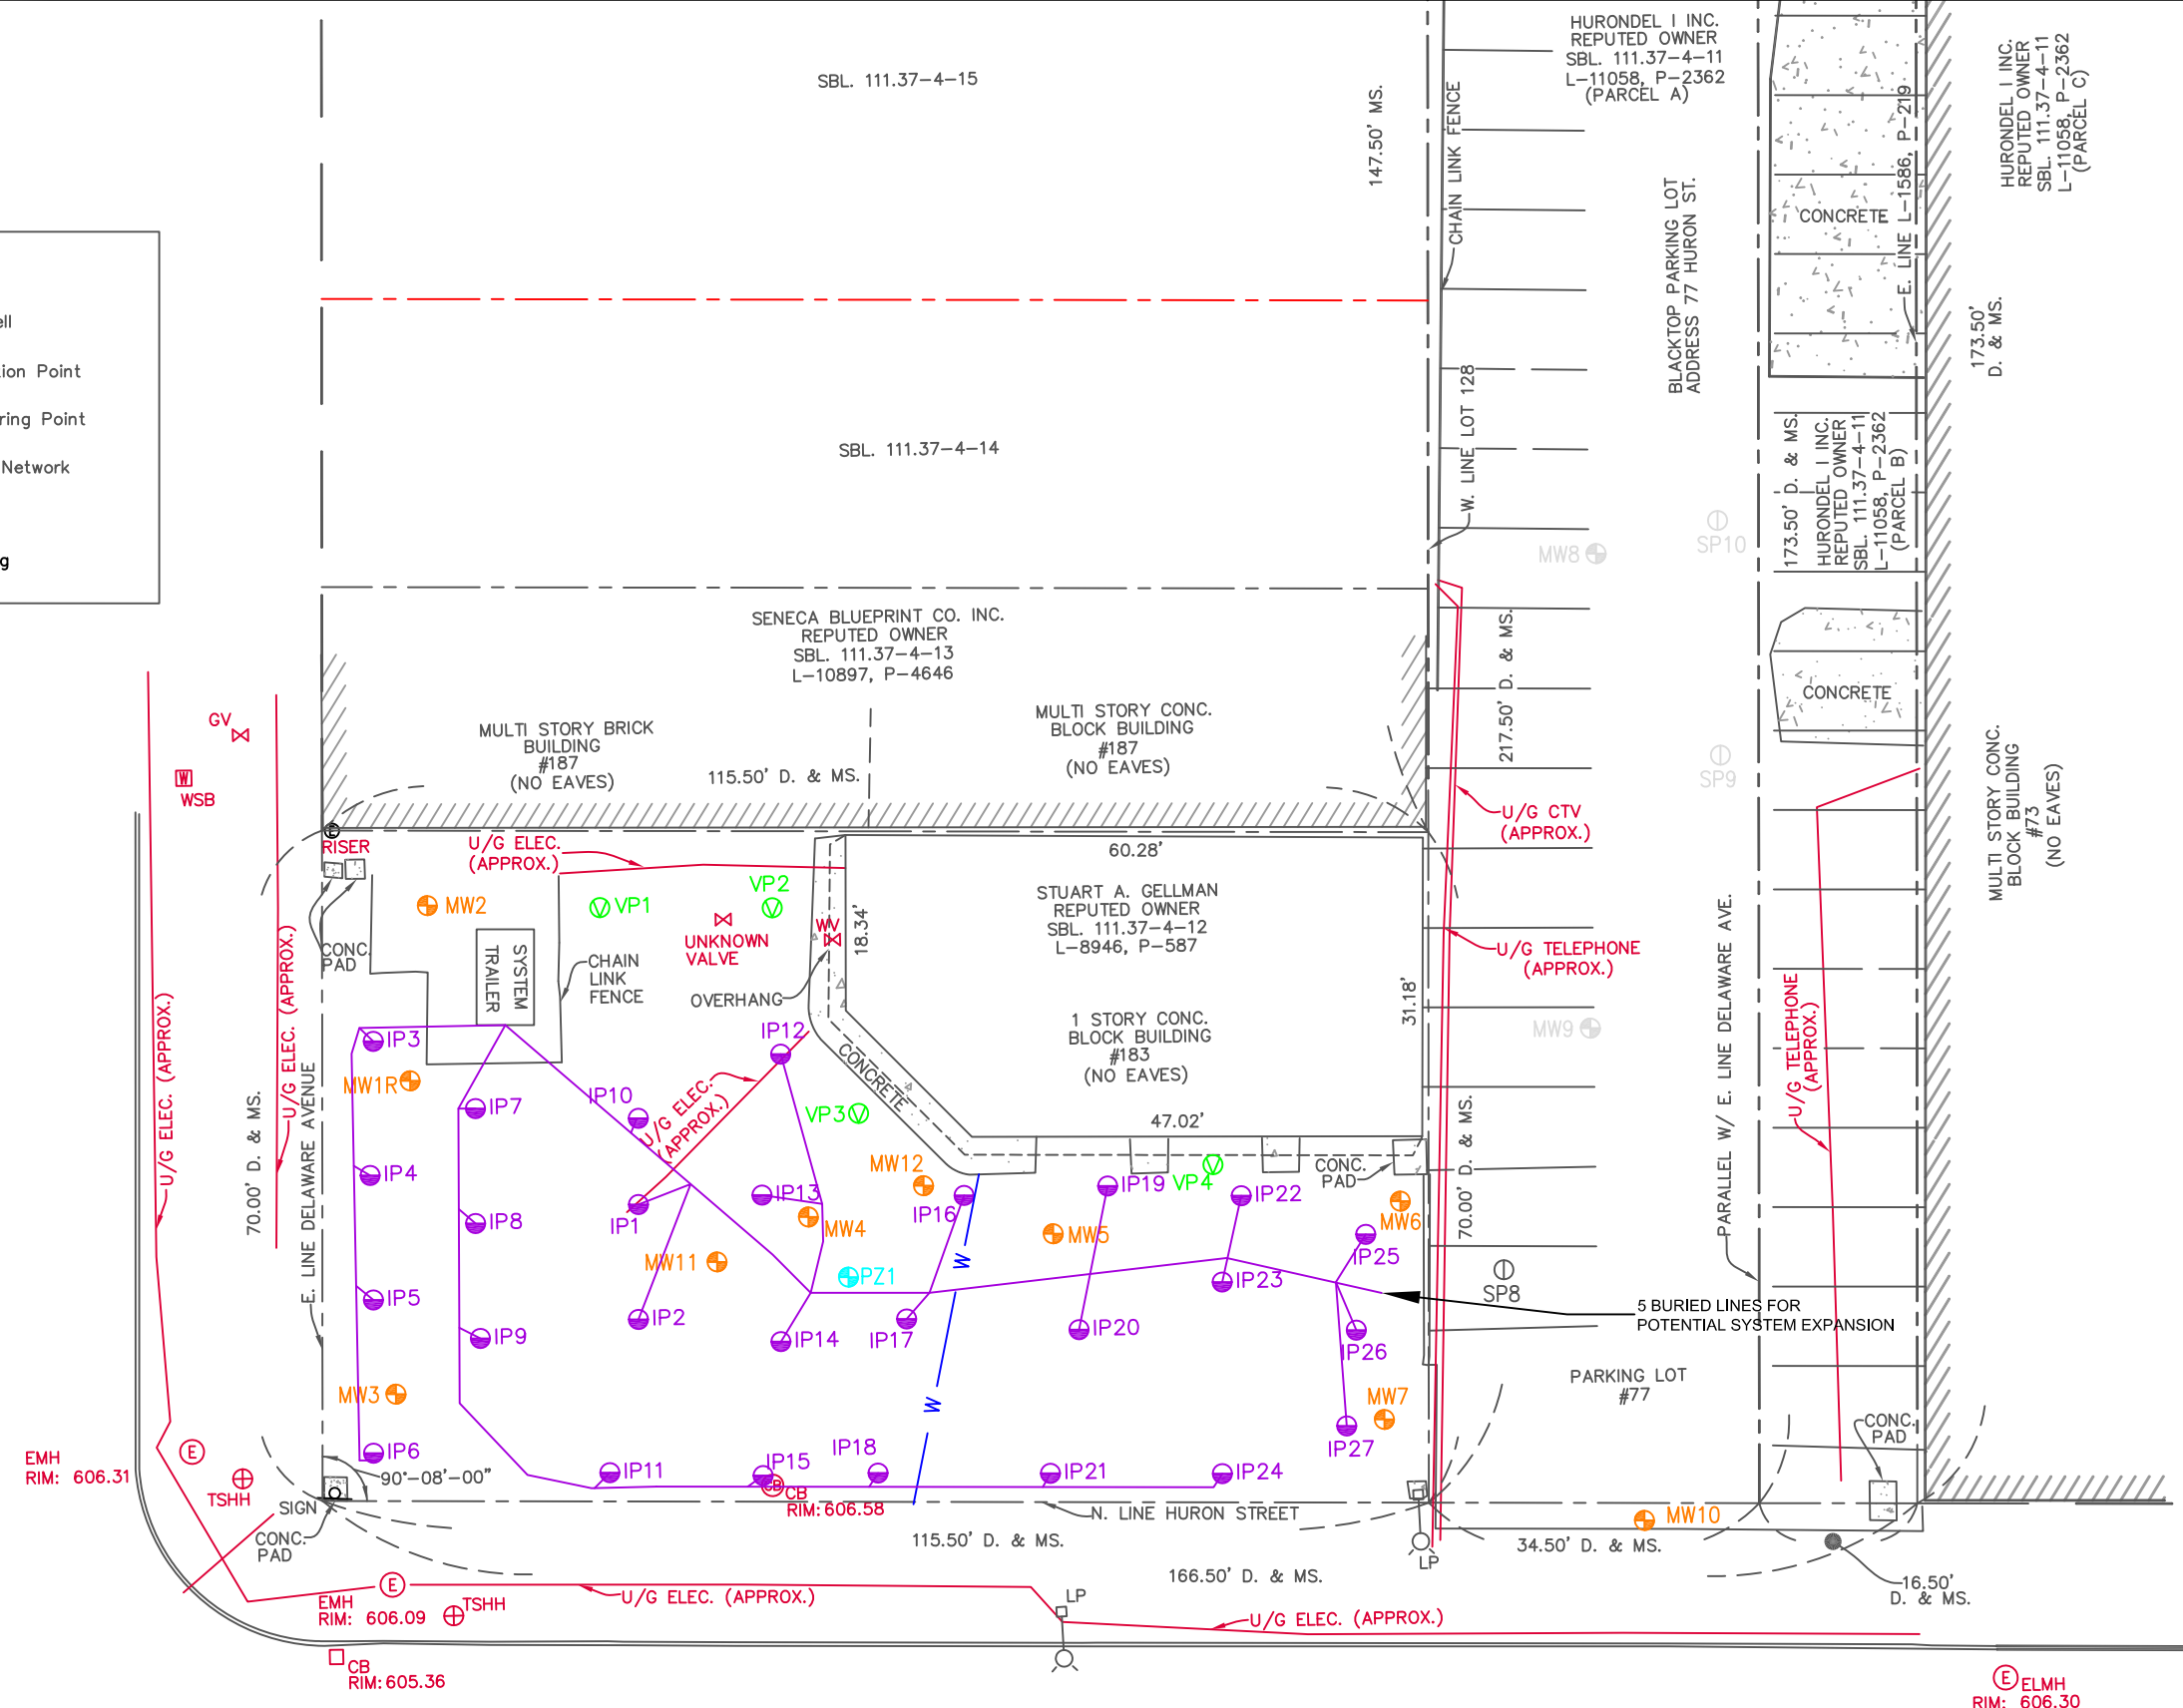 SBL. 111.37-4-15
147.50' MS.
CHAIN LINK FENCE
HURONDEL I INC.
REPUTED OWNER
SBL. 111.37-4-11
L-11058, P-2362
(PARCEL A)
BLACKTOP PARKING LOT
ADDRESS 77 HURON ST.
CONCRETE
E. LINE L-1586, P-219
HURONDEL I INC.
REPUTED OWNER
SBL. 111.37-4-11
L-11058, P-2362
(PARCEL C)
173.50'
D. & MS.
ell
ion Point
ring Point
Network
g
SBL. 111.37-4-14
W. LINE LOT 128
173.50' D. & MS.
HURONDEL I INC.
REPUTED OWNER
SBL. 111.37-4-11
L-11058, P-2362
(PARCEL B)
MW8
SP10
SENECA BLUEPRINT CO. INC.
REPUTED OWNER
SBL. 111.37-4-13
L-10897, P-4646
217.50' D. & MS.
CONCRETE
GV
W
WSB
MULTI STORY BRICK
BUILDING
#187
(NO EAVES)
115.50' D. & MS.
MULTI STORY CONC.
BLOCK BUILDING
#187
(NO EAVES)
SP9
U/G CTV
(APPROX.)
MULTI STORY CONC.
BLOCK BUILDING
#73
(NO EAVES)
E
RISER
U/G ELEC.
(APPROX.)
60.28'
MW2
VP1
VP2
UNKNOWN
VALVE
WV
18.34'
STUART A. GELLMAN
REPUTED OWNER
SBL. 111.37-4-12
L-8946, P-587
CONC.
PAD
SYSTEM
TRAILER
CHAIN
LINK
FENCE
OVERHANG
U/G TELEPHONE
(APPROX.)
U/G ELEC. (APPROX.)
U/G ELEC. (APPROX.)
70.00' D. & MS.
E. LINE DELAWARE AVENUE
31.18'
1 STORY CONC.
BLOCK BUILDING
#183
(NO EAVES)
MW9
PARALLEL W/ E. LINE DELAWARE AVE.
U/G TELEPHONE
(APPROX.)
IP3
MW1R
IP7
IP10
IP12
CONCRETE
U/G ELEC.
(APPROX.)
VP3
47.02'
70.00' D. & MS.
IP4
IP8
IP1
IP13
MW4
MW12
IP16
MW5
IP19
VP4
IP22
CONC.
PAD
MW6
IP25
MW11
PZ1
W
IP23
SP8
5 BURIED LINES FOR
POTENTIAL SYSTEM EXPANSION
IP5
IP9
IP2
IP14
IP17
IP20
IP26
PARKING LOT
#77
MW3
W
MW7
IP27
CONC.
PAD
EMH
RIM: 606.31
E
TSHH
IP6
90°-08'-00"
IP11
IP15
IP18
IP21
IP24
CB
CB
RIM: 606.58
SIGN
CONC.
PAD
N. LINE HURON STREET
115.50' D. & MS.
MW10
LP
34.50' D. & MS.
166.50' D. & MS.
16.50'
D. & MS.
E
EMH
RIM: 606.09
TSHH
U/G ELEC. (APPROX.)
LP
U/G ELEC. (APPROX.)
CB
RIM: 605.36
E
ELMH
RIM: 606.30